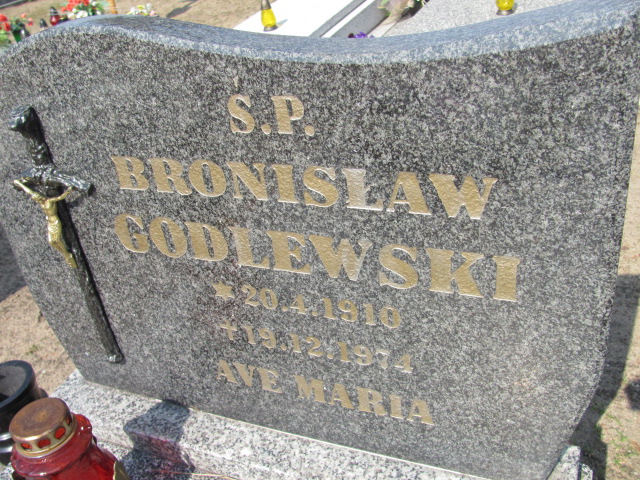 Ś.P.
BRONISŁAW
GODLEWSKI
★20.4.1910
✝19.12.1974
AVE MARIA